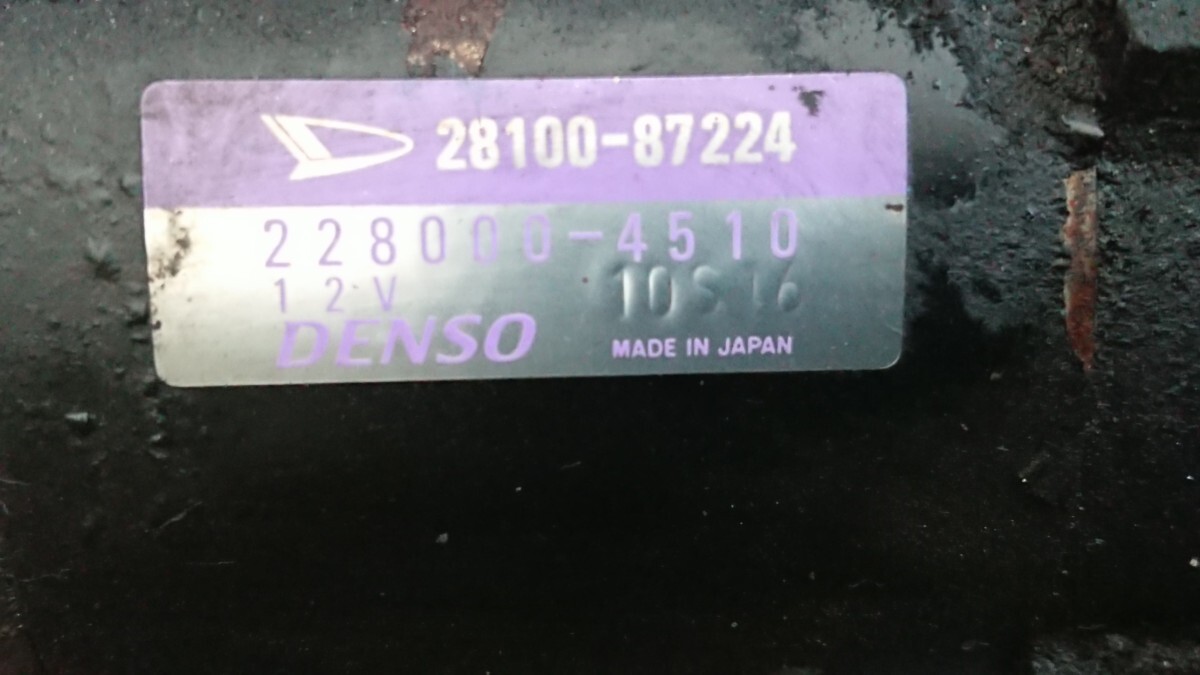 28100-87224
228000-4510
12V 10S16
DENSO MADE IN JAPAN